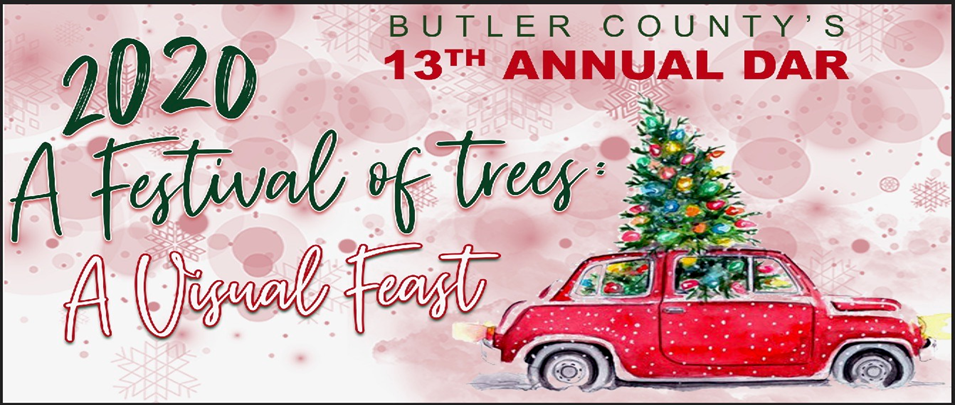 BUTLER COUNTY'S
13TH ANNUAL DAR
2020
A Festival of trees:
A Visual Feast